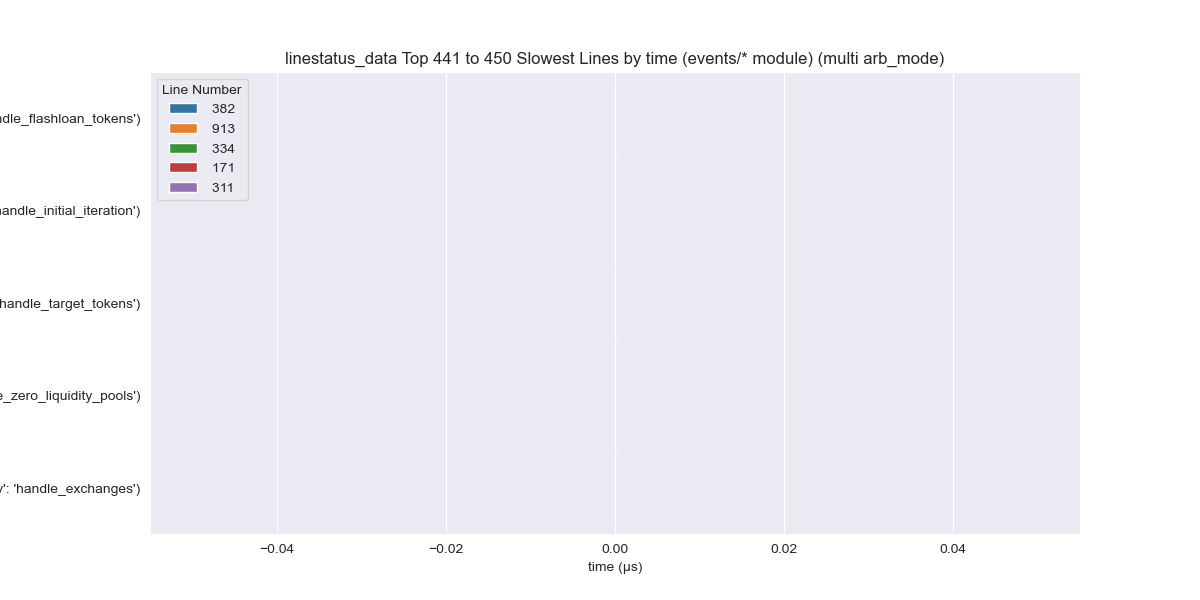 linestatus_data Top 441 to 450 Slowest Lines by time (events/* module) (multi arb_mode)
Line Number
382
913
334
171
311
ndle_flashloan_tokens')
handle_initial_iteration')
handle_target_tokens')
e_zero_liquidity_pools')
y': 'handle_exchanges')
−0.04 −0.02 0.00 0.02 0.04
time (µs)